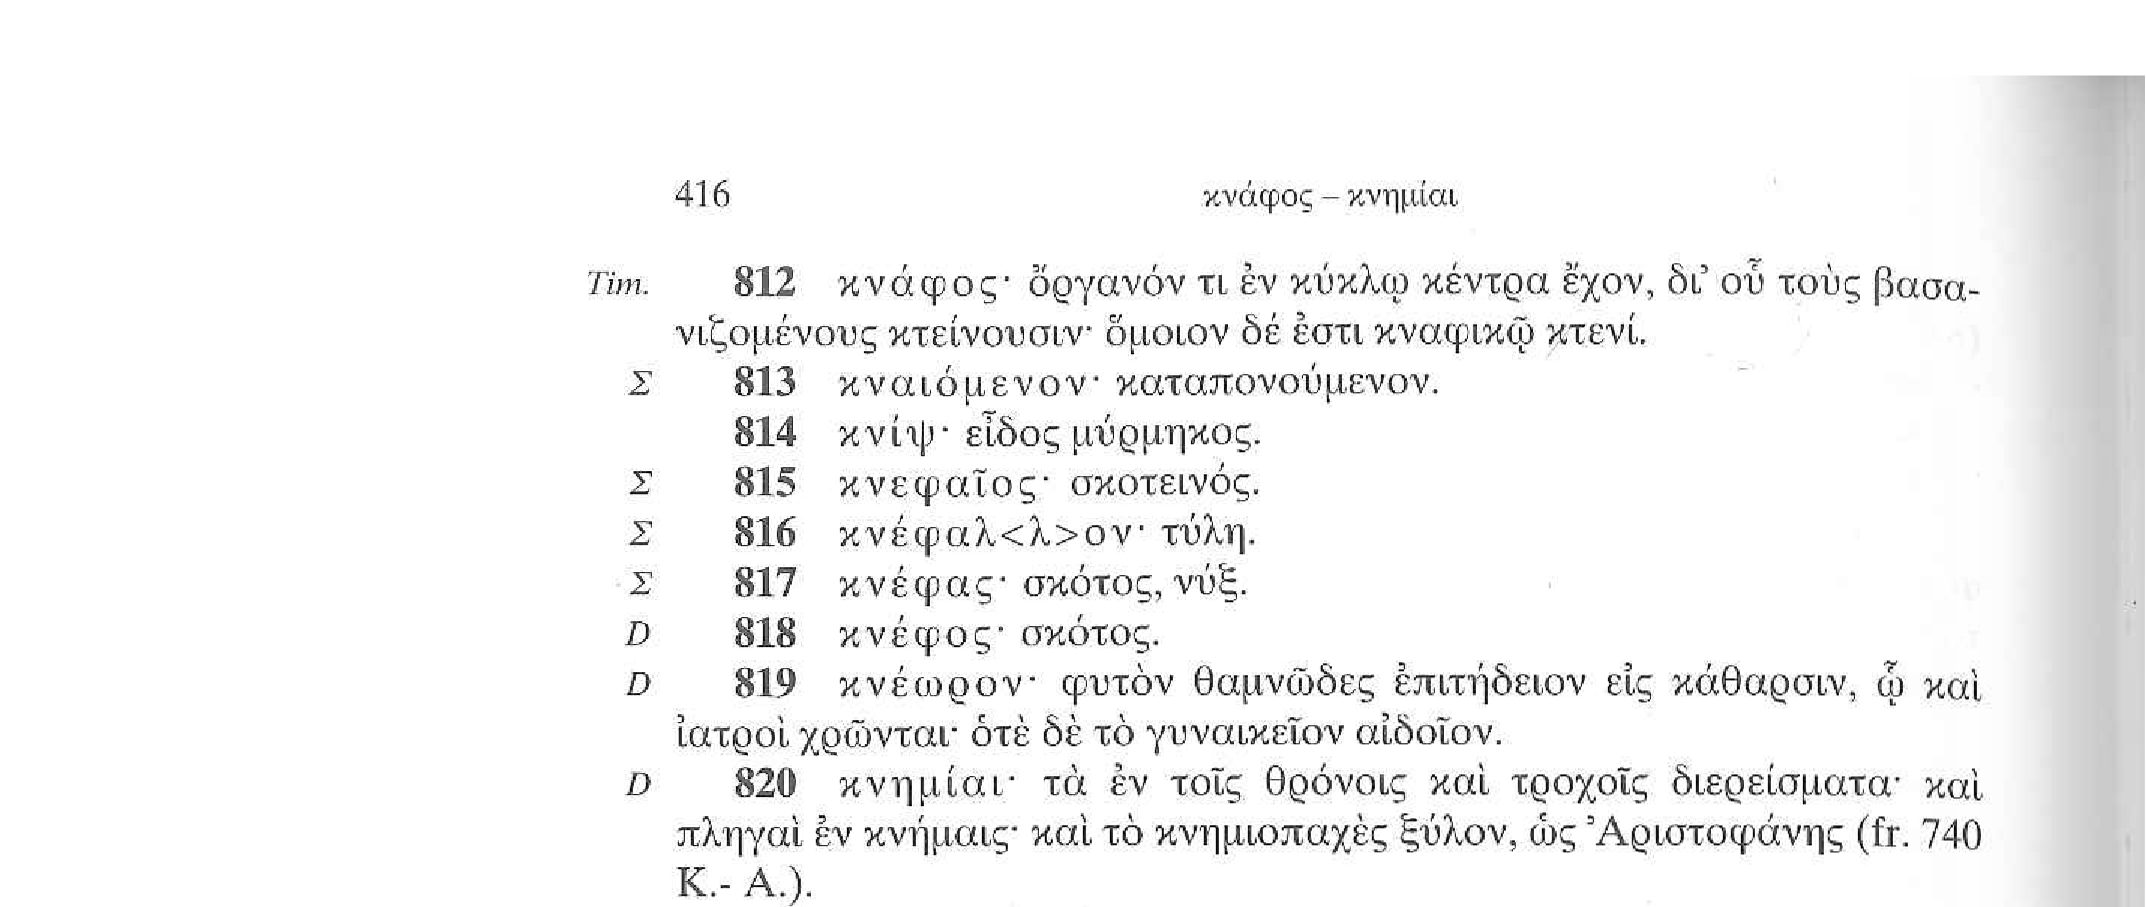 416 κνάφος – κνημίαι
Tim. 812 κνάφος· ὄργανόν τι ἐν κύκλῳ κέντρα ἔχον, δι’ οὗ τοὺς βασα-
νιζομένους κτείνουσιν· ὅμοιον δέ ἐστι κναφικῷ κτενί.
Σ 813 κναιόμενον· καταπονούμενον.
814 κνίψ· εἶδος μύρμηκος.
Σ 815 κνεφαῖος· σκοτεινός.
Σ 816 κνέφαλ<λ>ον· τύλη.
Σ 817 κνέφας· σκότος, νύξ.
D 818 κνέφος· σκότος.
D 819 κνέωρον· φυτὸν θαμνῶδες ἐπιτήδειον εἰς κάθαρσιν, ᾧ καὶ
ἰατροὶ χρῶνται· ὁτὲ δὲ τὸ γυναικεῖον αἰδοῖον.
D 820 κνημίαι· τὰ ἐν τοῖς θρόνοις καὶ τροχοῖς διερείσματα· καὶ
πληγαὶ ἐν κνήμαις· καὶ τὸ κνημιοπαχὲς ξύλον, ὡς Ἀριστοφάνης (fr. 740
K.- A.).